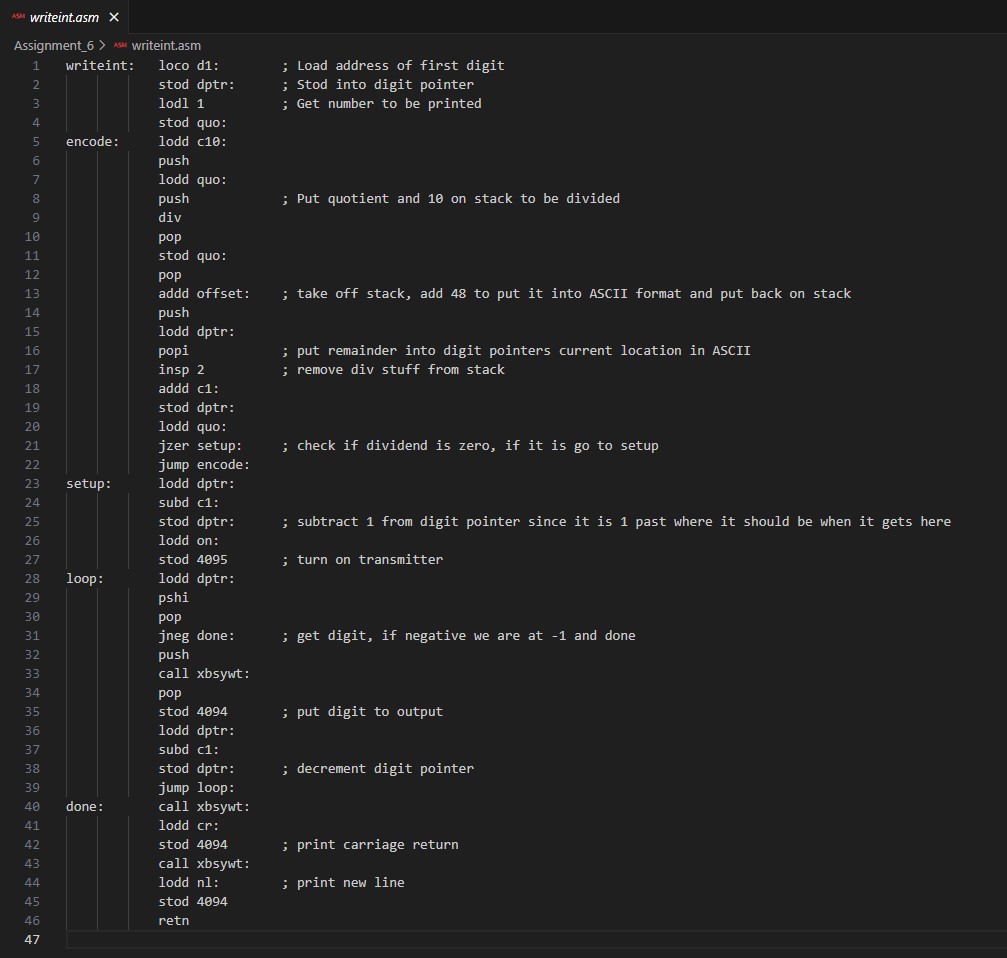 ASM writeint.asm ×
Assignment_6 > ASM writeint.asm
1 writeint: loco d1: ; Load address of first digit
2 stod dptr: ; Stod into digit pointer
3 lodl 1 ; Get number to be printed
4 stod quo:
5 encode: lodd c10:
6 push
7 lodd quo:
8 push ; Put quotient and 10 on stack to be divided
9 div
10 pop
11 stod quo:
12 pop
13 addd offset: ; take off stack, add 48 to put it into ASCII format and put back on stack
14 push
15 lodd dptr:
16 popi ; put remainder into digit pointers current location in ASCII
17 insp 2 ; remove div stuff from stack
18 addd c1:
19 stod dptr:
20 lodd quo:
21 jzer setup: ; check if dividend is zero, if it is go to setup
22 jump encode:
23 setup: lodd dptr:
24 subd c1:
25 stod dptr: ; subtract 1 from digit pointer since it is 1 past where it should be when it gets here
26 lodd on:
27 stod 4095 ; turn on transmitter
28 loop: lodd dptr:
29 pshi
30 pop
31 jneg done: ; get digit, if negative we are at -1 and done
32 push
33 call xbsywt:
34 pop
35 stod 4094 ; put digit to output
36 lodd dptr:
37 subd c1:
38 stod dptr: ; decrement digit pointer
39 jump loop:
40 done: call xbsywt:
41 lodd cr:
42 stod 4094 ; print carriage return
43 call xbsywt:
44 lodd nl: ; print new line
45 stod 4094
46 retn
47